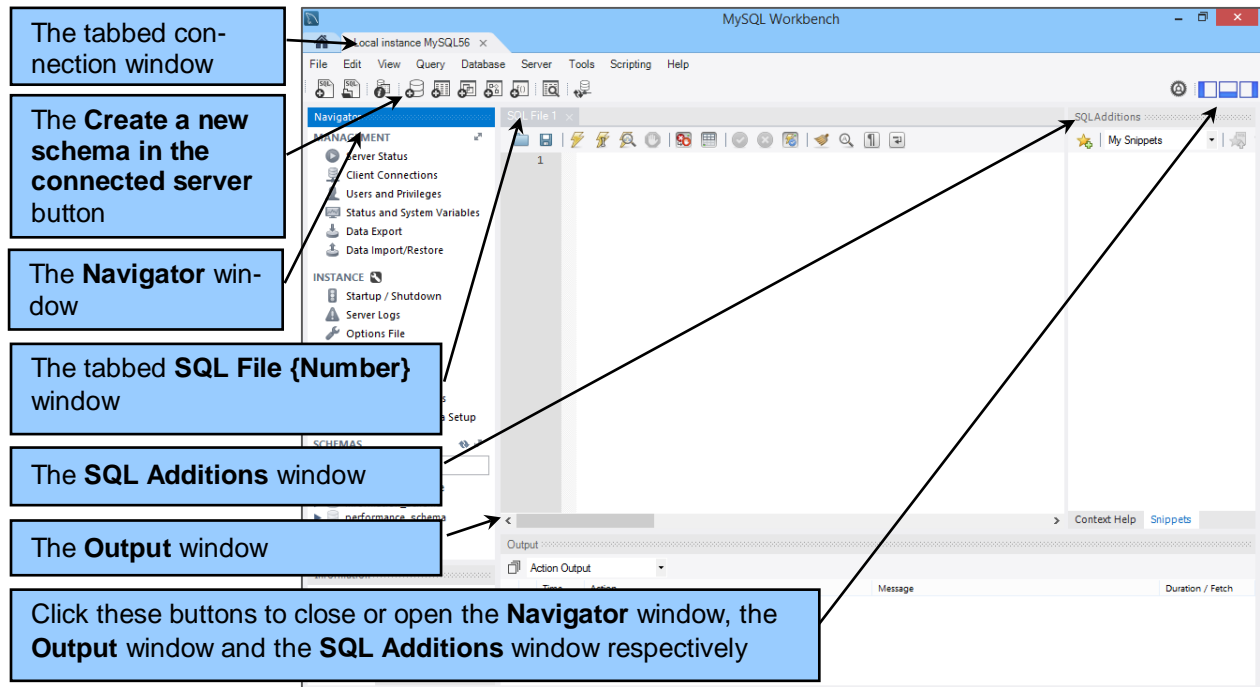 The tabbed con-
nection window
The Create a new
schema in the
connected server
button
The Navigator win-
dow
The tabbed SQL File {Number}
window
The SQL Additions window
The Output window
Click these buttons to close or open the Navigator window, the
Output window and the SQL Additions window respectively
MySQL Workbench
Local instance MySQL56
File Edit View Query Database Server Tools Scripting Help
Navigator
MANAGEMENT
Server Status
Client Connections
Users and Privileges
Status and System Variables
Data Export
Data Import/Restore
INSTANCE
Startup / Shutdown
Server Logs
Options File
Setup
SCHEMAS
performance_schema
SQL File 1
1
SQLAdditions
My Snippets
Context Help Snippets
Output
Action Output
Time Action Message Duration / Fetch